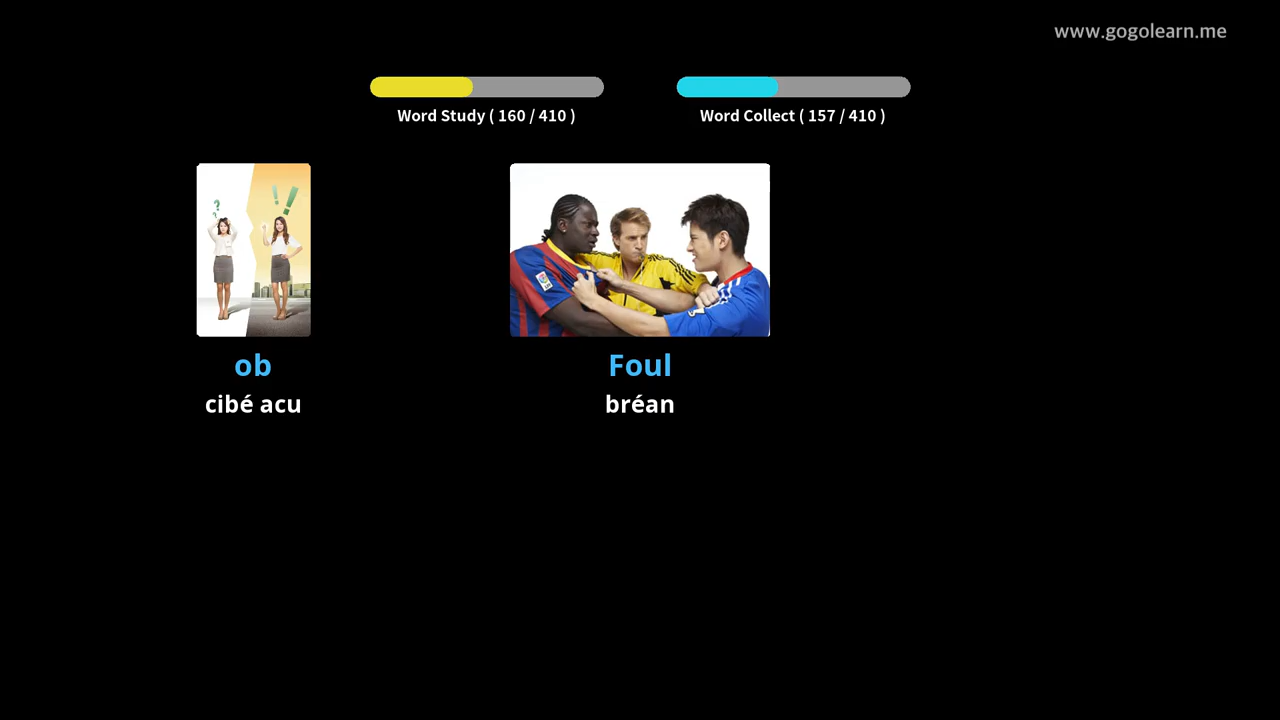 www.gogolearn.me
Word Study ( 160 / 410 )
Word Collect ( 157 / 410 )
ob
Foul
cibé acu
bréan